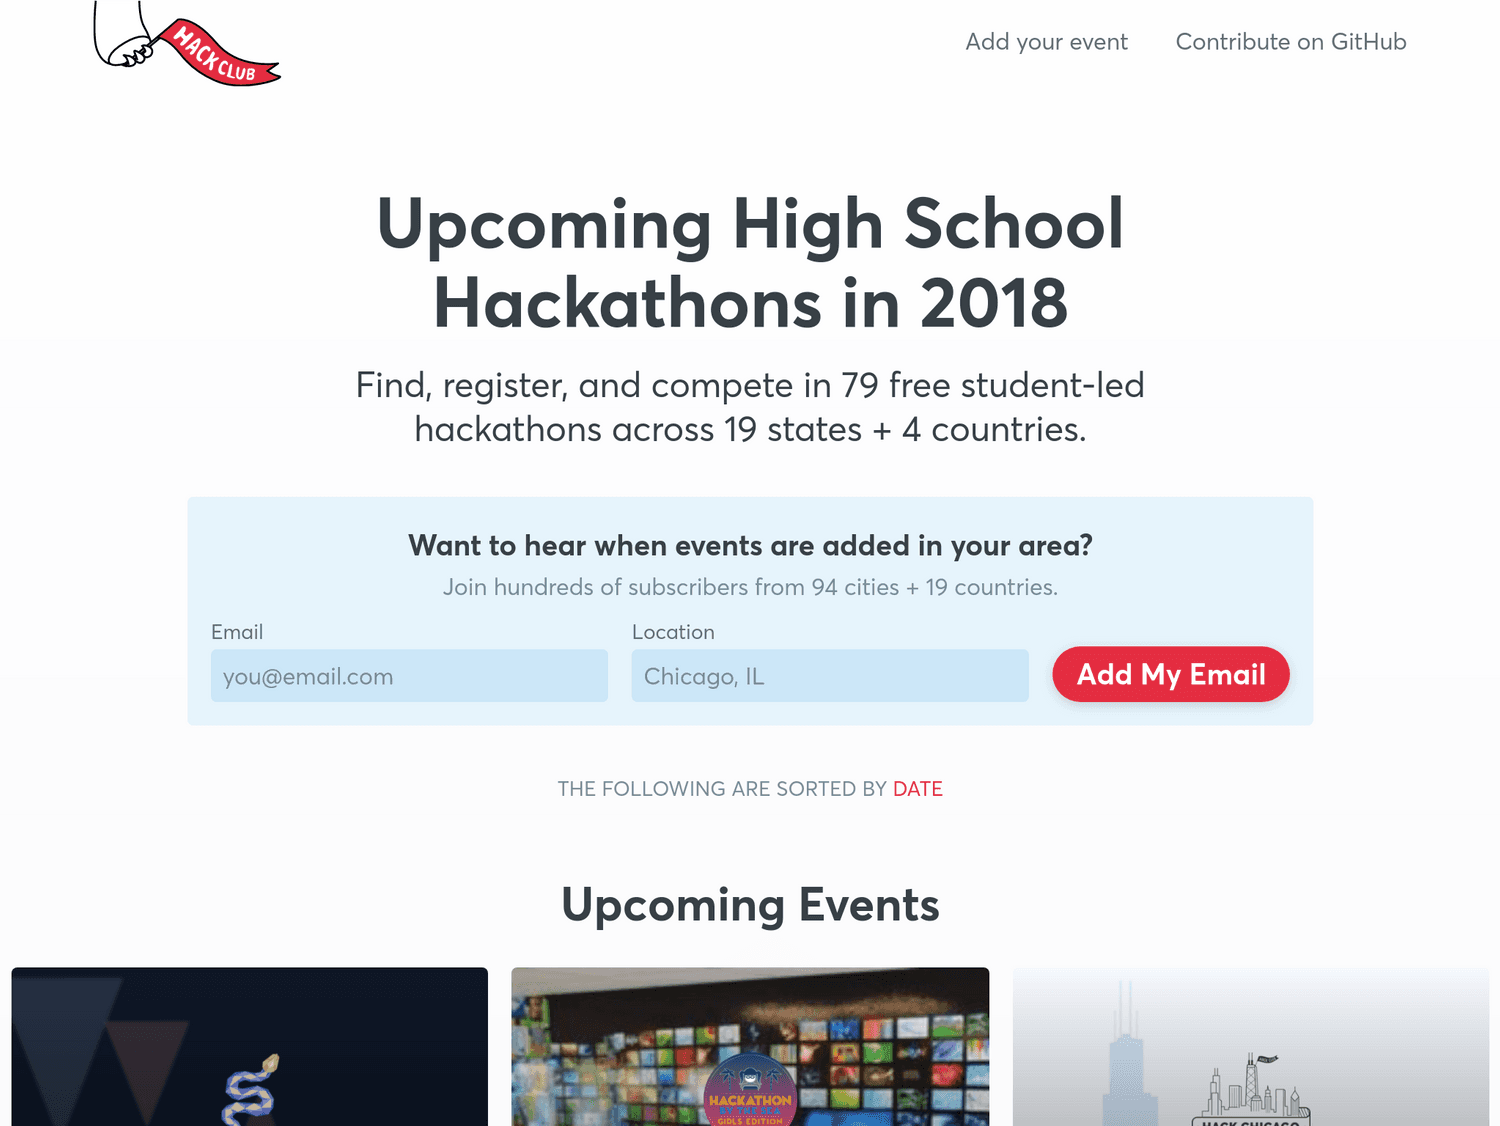 HACK CLUB
Add your event
Contribute on GitHub
Upcoming High School
Hackathons in 2018
Find, register, and compete in 79 free student-led
hackathons across 19 states + 4 countries.
Want to hear when events are added in your area?
Join hundreds of subscribers from 94 cities + 19 countries.
Email
Location
you@email.com
Chicago, IL
Add My Email
THE FOLLOWING ARE SORTED BY DATE
Upcoming Events
HACKATHON
BY THE SEA
GIRLS EDITION
HACK CHICAGO